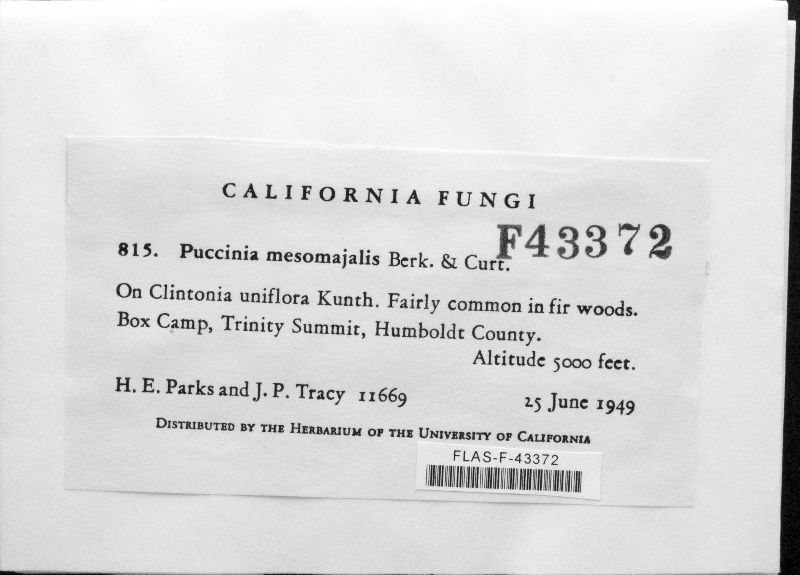 CALIFORNIA FUNGI
F43372
815. Puccinia mesomajalis Berk. & Curt.
On Clintonia uniflora Kunth. Fairly common in fir woods.
Box Camp, Trinity Summit, Humboldt County.
Altitude 5000 feet.
H. E. Parks and J. P. Tracy 11669 25 June 1949
DISTRIBUTED BY THE HERBARIUM OF THE UNIVERSITY OF CALIFORNIA
FLAS-F-43372